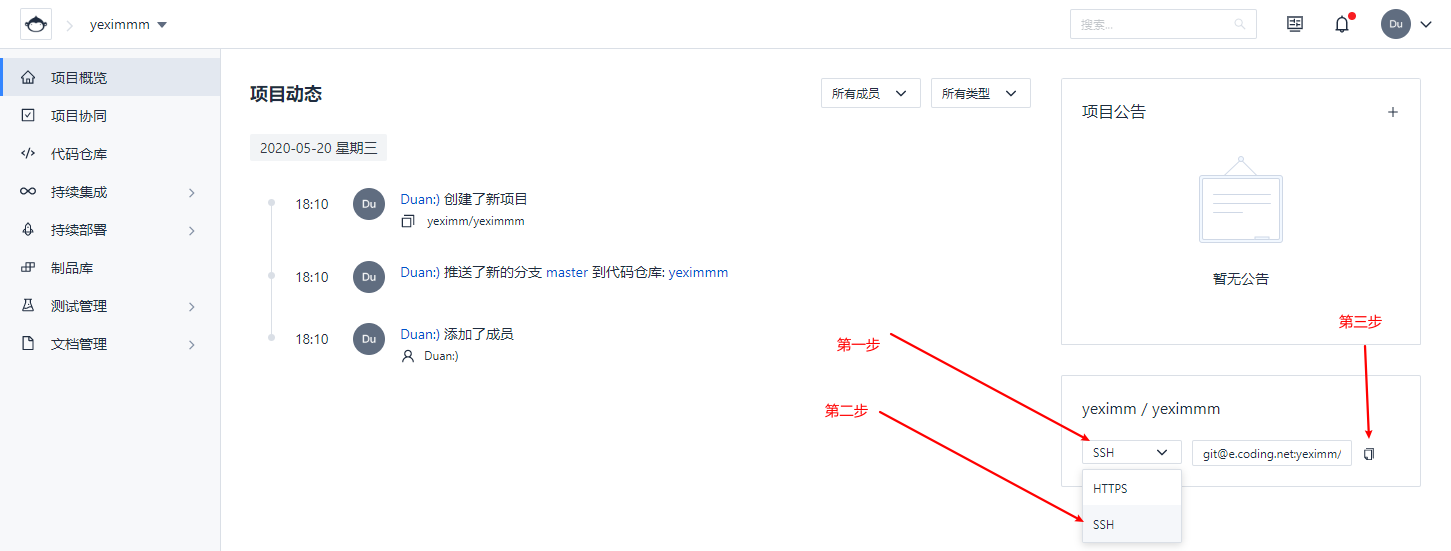 yeximmm
搜索...
Du
项目概览
项目协同
代码仓库
持续集成
持续部署
制品库
测试管理
文档管理
项目动态
所有成员
所有类型
2020-05-20 星期三
18:10
Du
Duan:) 创建了新项目
yeximm/yeximmm
18:10
Du
Duan:) 推送了新的分支 master 到代码仓库: yeximmm
18:10
Du
Duan:) 添加了成员
Duan:)
项目公告
暂无公告
第三步
第一步
第二步
yeximm / yeximmm
SSH
git@e.coding.net:yeximm/
HTTPS
SSH